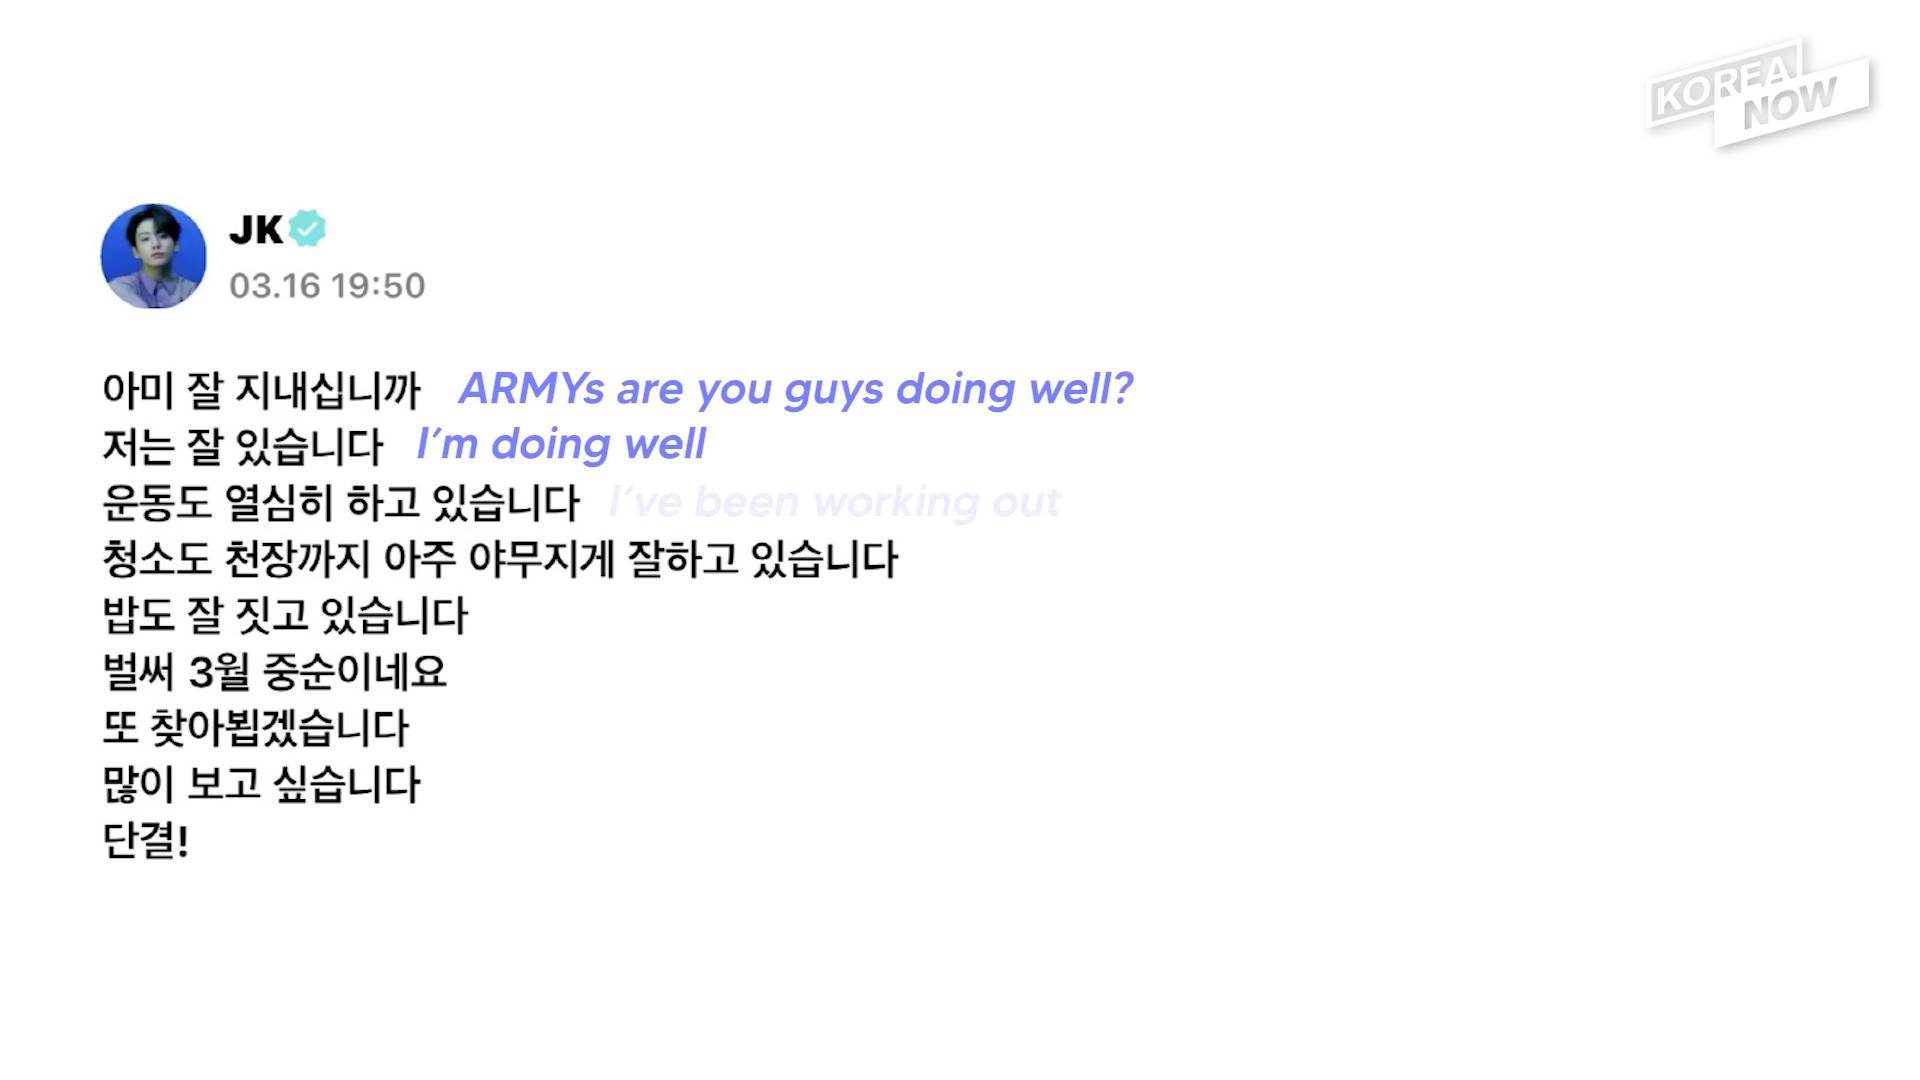 KOREA
NOW
JK
03.16 19:50
아미 잘 지내십니까 ARMYs are you guys doing well?
저는 잘 있습니다 I'm doing well
운동도 열심히 하고 있습니다 I've been working out
청소도 천장까지 아주 야무지게 잘하고 있습니다
밥도 잘 짓고 있습니다
벌써 3월 중순이네요
또 찾아뵙겠습니다
많이 보고 싶습니다
단결!